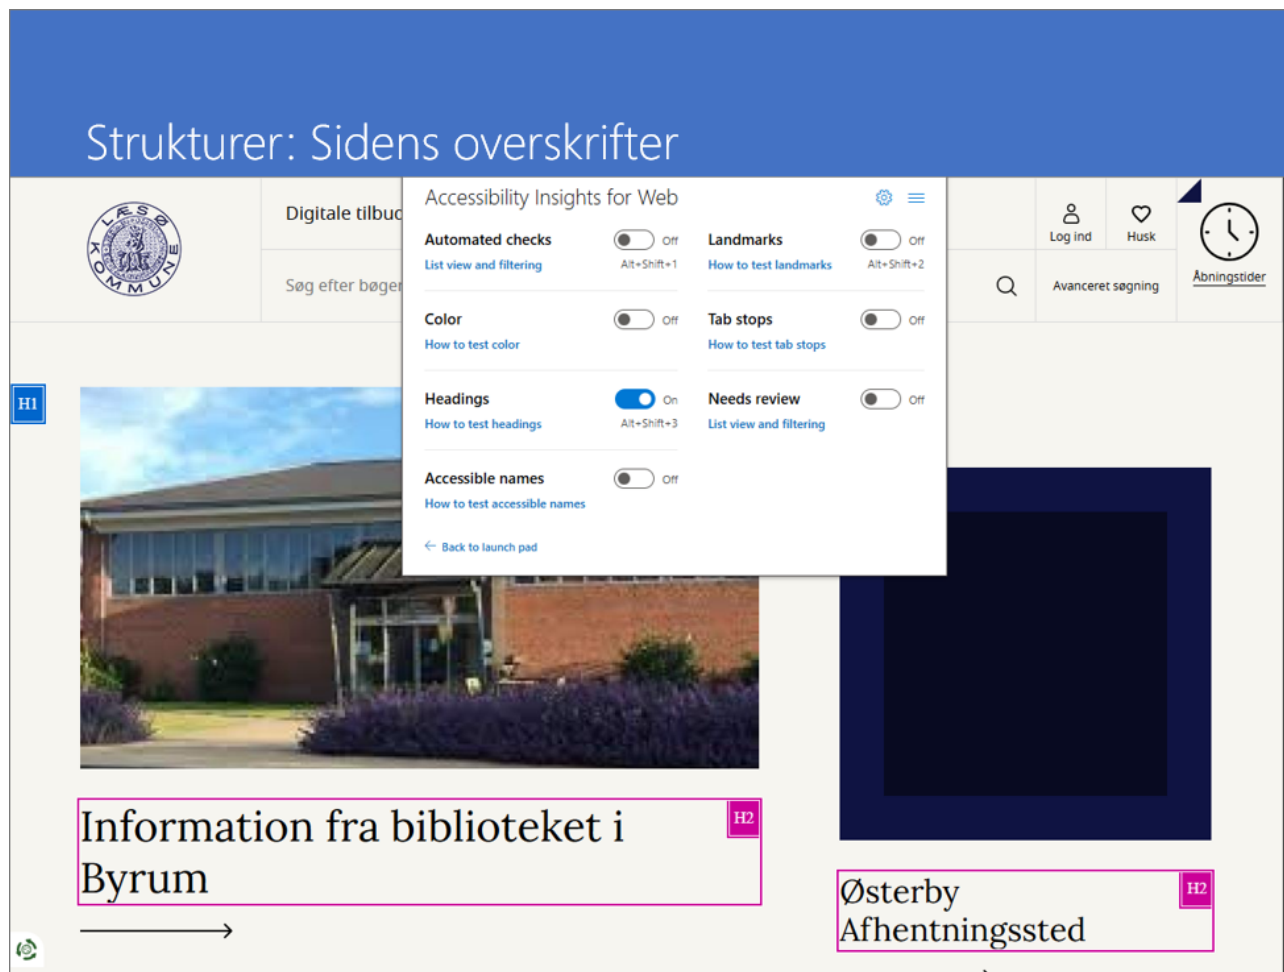 Strukturer: Sidens overskrifter
LÆSØ KOMMUNE
Digitale tilbud
Søg efter bøger
Accessibility Insights for Web
Automated checks
Off
List view and filtering
Alt+Shift+1
Landmarks
Off
How to test landmarks
Alt+Shift+2
Color
Off
How to test color
Tab stops
Off
How to test tab stops
Headings
On
How to test headings
Alt+Shift+3
Needs review
Off
List view and filtering
Accessible names
Off
How to test accessible names
Back to launch pad
Log ind
Husk
Avanceret søgning
Åbningstider
H1
Information fra biblioteket i
Byrum
H2
Østerby
Afhentningssted
H2